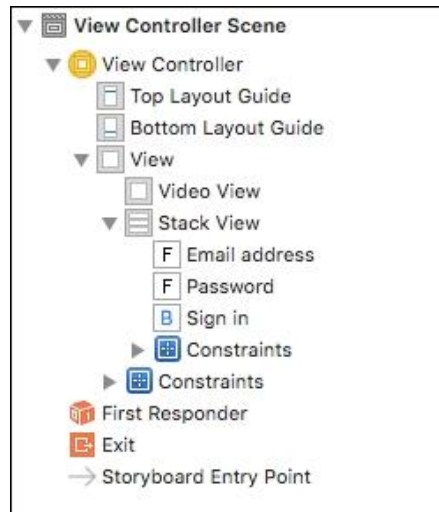 View Controller Scene
View Controller
Top Layout Guide
Bottom Layout Guide
View
Video View
Stack View
F Email address
F Password
B Sign in
Constraints
Constraints
First Responder
Exit
Storyboard Entry Point